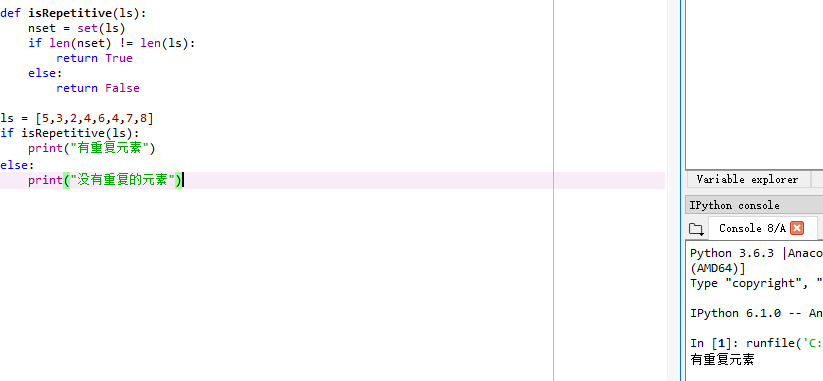 def isRepetitive(ls):
    nset = set(ls)
    if len(nset) != len(ls):
        return True
    else:
        return False

ls = [5,3,2,4,6,4,7,8]
if isRepetitive(ls):
    print("有重复元素")
else:
    print("没有重复的元素")
Variable explorer
IPython console
Console 8/A
Python 3.6.3 |Anaco
(AMD64)]
Type "copyright", "
IPython 6.1.0 -- An
In [1]: runfile('C:
有重复元素